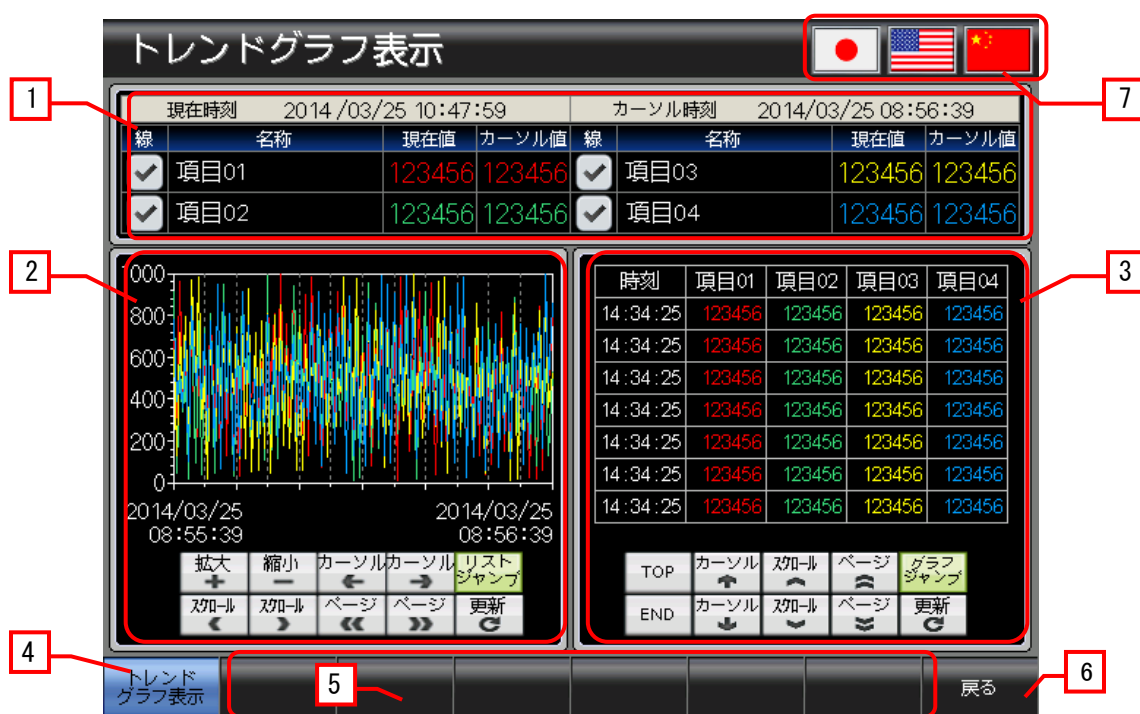 トレンドグラフ表示
7
1
現在時刻 2014/03/25 10:47:59 カーソル時刻 2014/03/25 08:56:39
線 名称 現在値 カーソル値 線 名称 現在値 カーソル値
項目01 123456 123456 項目03 123456 123456
項目02 123456 123456 項目04 123456 123456
2
3
1000
800
600
400
200
0
2014/03/25 2014/03/25
08:55:39 08:56:39
拡大 縮小 カーソル カーソル リスト
ジャンプ
スクロール スクロール ページ ページ 更新
時刻 項目01 項目02 項目03 項目04
14:34:25 123456 123456 123456 123456
14:34:25 123456 123456 123456 123456
14:34:25 123456 123456 123456 123456
14:34:25 123456 123456 123456 123456
14:34:25 123456 123456 123456 123456
14:34:25 123456 123456 123456 123456
14:34:25 123456 123456 123456 123456
TOP カーソル スクロール ページ グラフ
ジャンプ
END カーソル スクロール ページ 更新
4
トレンド
グラフ表示
5
戻る
6